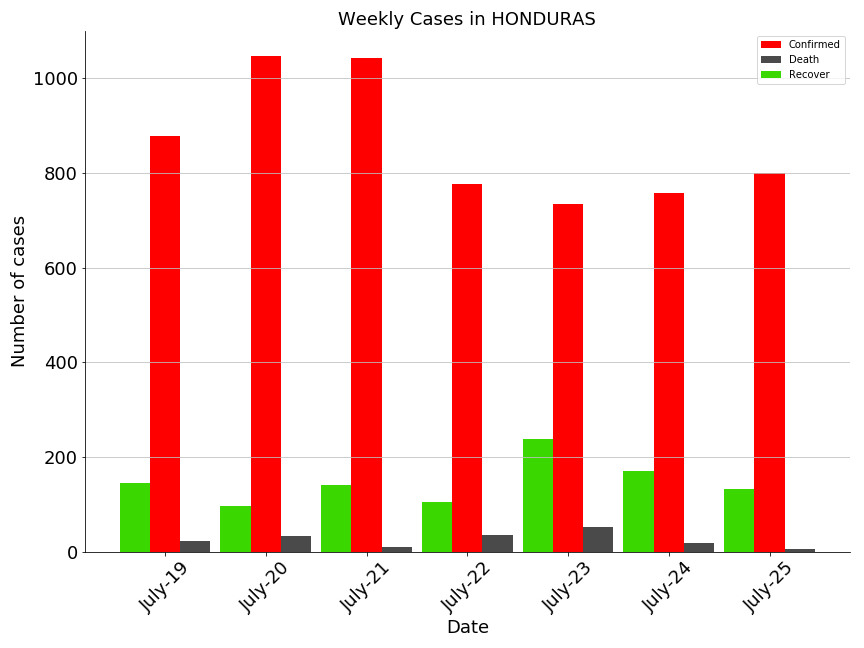 Weekly Cases in HONDURAS
Confirmed
Death
Recover
Number of cases
1000
800
600
400
200
0
July-19
July-20
July-21
July-22
July-23
July-24
July-25
Date